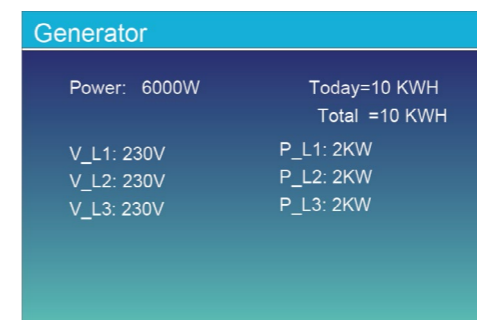 Generator
Power: 6000W Today=10 KWH
Total =10 KWH
V_L1: 230V P_L1: 2KW
V_L2: 230V P_L2: 2KW
V_L3: 230V P_L3: 2KW